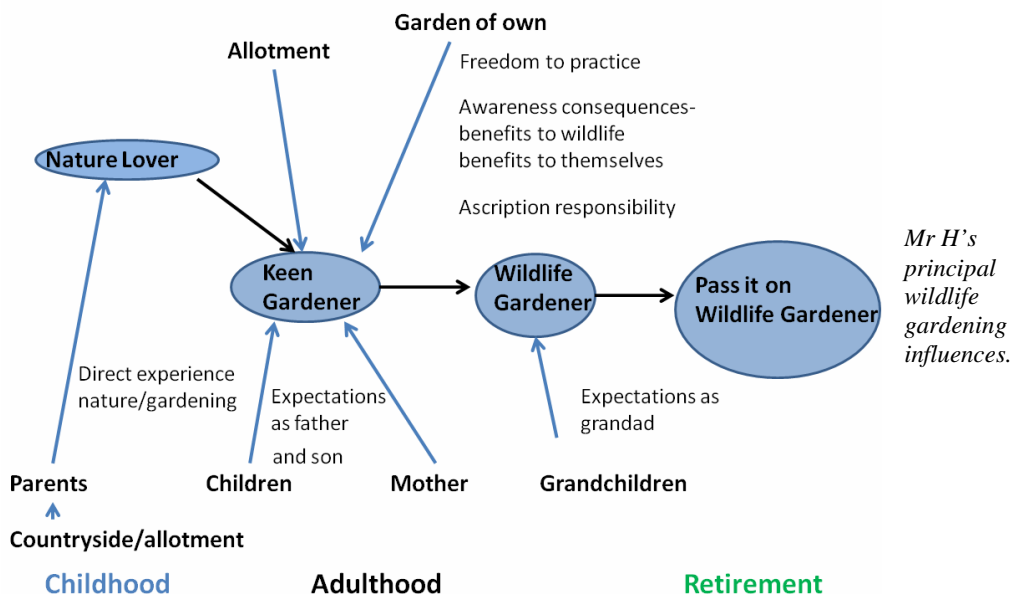 Garden of own
Allotment
Freedom to practice
Awareness consequences-
benefits to wildlife
benefits to themselves
Nature Lover
Ascription responsibility
Keen
Gardener
Wildlife
Gardener
Pass it on
Wildlife Gardener
Mr H’s
principal
wildlife
gardening
influences.
Direct experience
nature/gardening
Expectations
as father
and son
Expectations as
grandad
Parents
Children
Mother
Grandchildren
Countryside/allotment
Childhood
Adulthood
Retirement